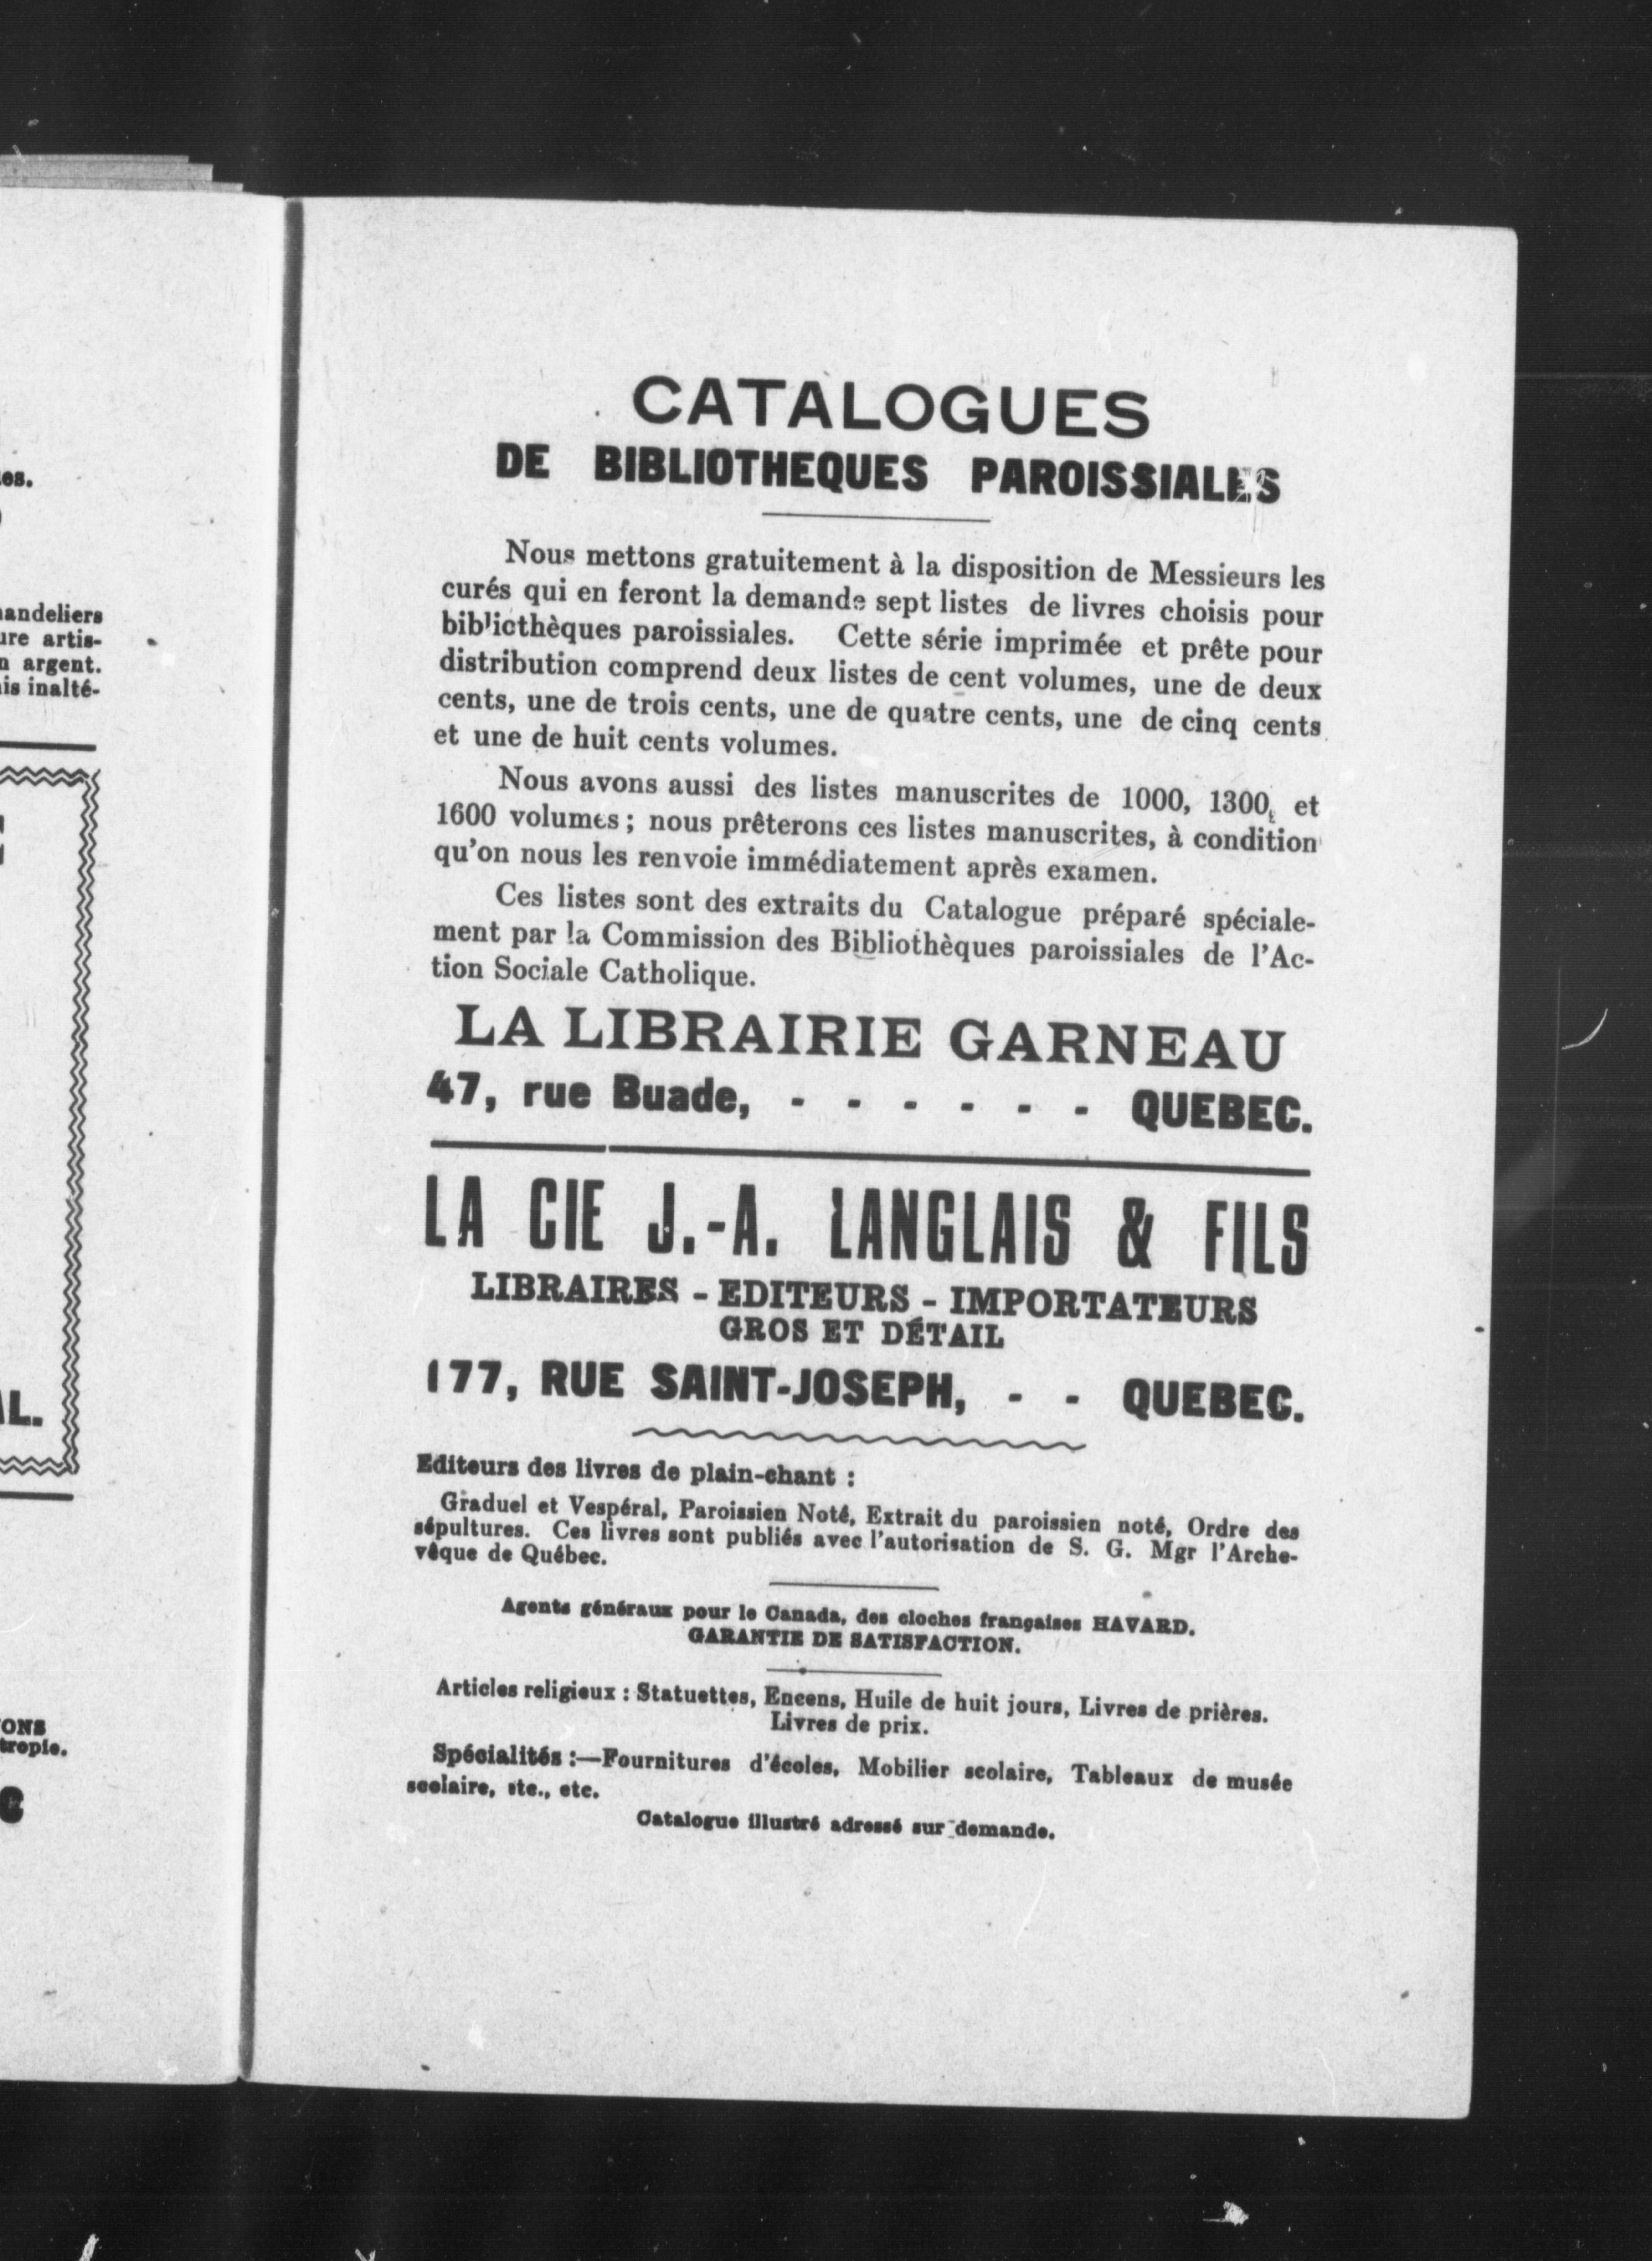 es.
andeliers
ure artis-
n argent.
is inalté-
L.
ONS
tropie.
C
CATALOGUES
DE BIBLIOTHEQUES PAROISSIALES
Nous mettons gratuitement à la disposition de Messieurs les
curés qui en feront la demande sept listes de livres choisis pour
bibliothèques paroissiales. Cette série imprimée et prête pour
distribution comprend deux listes de cent volumes, une de deux
cents, une de trois cents, une de quatre cents, une de cinq cents
et une de huit cents volumes.
Nous avons aussi des listes manuscrites de 1000, 1300, et
1600 volumes; nous prêterons ces listes manuscrites, à condition
qu'on nous les renvoie immédiatement après examen.
Ces listes sont des extraits du Catalogue préparé spéciale-
ment par la Commission des Bibliothèques paroissiales de l'Ac-
tion Sociale Catholique.
LA LIBRAIRIE GARNEAU
47, rue Buade, - - - - - - QUEBEC.
LA CIE J.-A. LANGLAIS & FILS
LIBRAIRES - EDITEURS - IMPORTATEURS
GROS ET DÉTAIL
177, RUE SAINT-JOSEPH, - - QUEBEC.
Editeurs des livres de plain-chant :
Graduel et Vespéral, Paroissien Noté, Extrait du paroissien noté, Ordre des
sépultures. Ces livres sont publiés avec l'autorisation de S. G. Mgr l'Arche-
vêque de Québec.
Agents généraux pour le Canada, des cloches françaises HAVARD.
GARANTIE DE SATISFACTION.
Articles religieux : Statuettes, Encens, Huile de huit jours, Livres de prières.
Livres de prix.
Spécialités :—Fournitures d'écoles, Mobilier scolaire, Tableaux de musée
scolaire, etc., etc.
Catalogue illustré adressé sur demande.